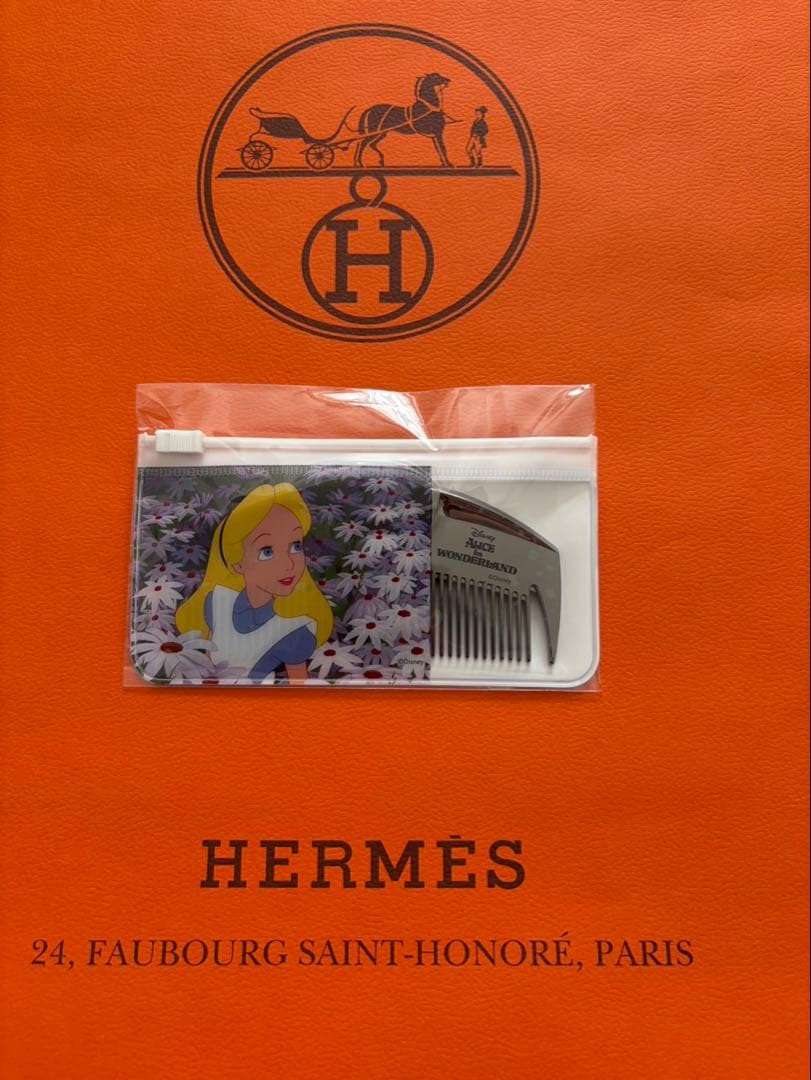 H
Disney
ALICE
in
WONDERLAND
©Disney
©Disney
HERMÈS
24, FAUBOURG SAINT-HONORÉ, PARIS